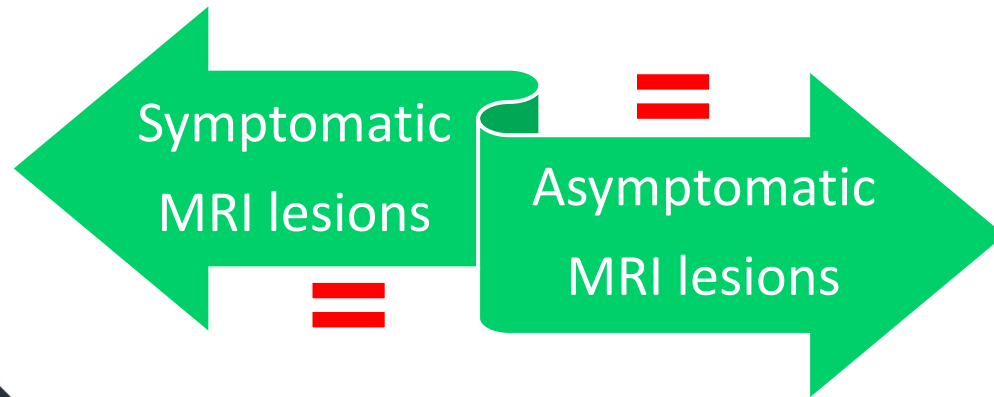 Symptomatic
MRI lesions
=
=
Asymptomatic
MRI lesions